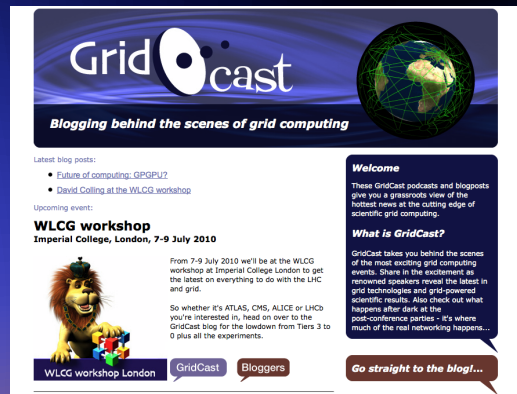 Grid cast
Blogging behind the scenes of grid computing
Latest blog posts:
Future of computing: GPGPU?
David Colling at the WLCG workshop
Upcoming event:
WLCG workshop
Imperial College, London, 7-9 July 2010
From 7-9 July 2010 we'll be at the WLCG
workshop at Imperial College London to get
the latest on everything to do with the LHC
and grid.
So whether it's ATLAS, CMS, ALICE or LHCb
you're interested in, head on over to the
GridCast blog for the lowdown from Tiers 3 to
0 plus all the experiments.
WLCG workshop London
GridCast
Bloggers
Welcome
These GridCast podcasts and blogposts
give you a grassroots view of the
hottest news at the cutting edge of
scientific grid computing.
What is GridCast?
GridCast takes you behind the scenes
of the most exciting grid computing
events. Share in the excitement as
renowned speakers reveal the latest in
grid technologies and grid-powered
scientific results. Also check out what
happens after dark at the
post-conference parties - it's where
much of the real networking happens...
Go straight to the blog!...